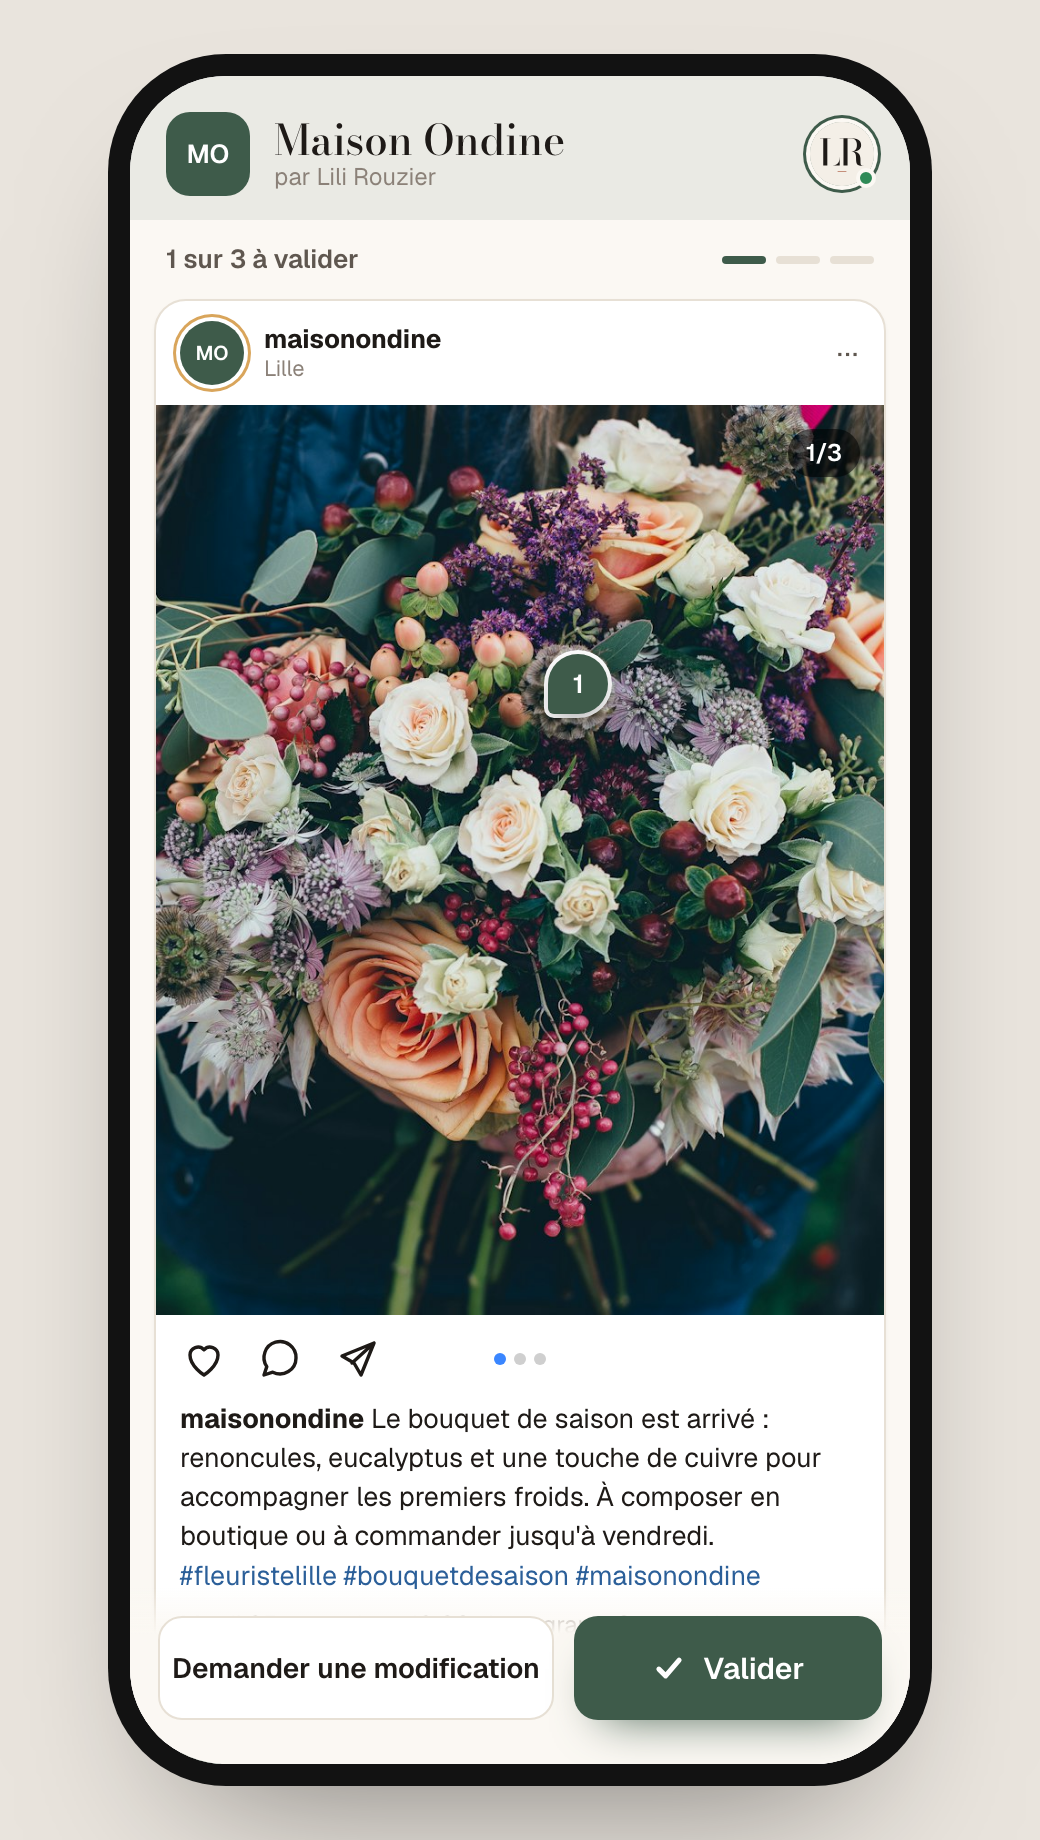 MO
Maison Ondine
par Lili Rouzier
LR
1 sur 3 à valider
MO
maisonondine
Lille
...
1/3
1
maisonondine Le bouquet de saison est arrivé :
renoncules, eucalyptus et une touche de cuivre pour
accompagner les premiers froids. À composer en
boutique ou à commander jusqu'à vendredi.
#fleuristelille #bouquetdesaison #maisonondine
Demander une modification
Valider